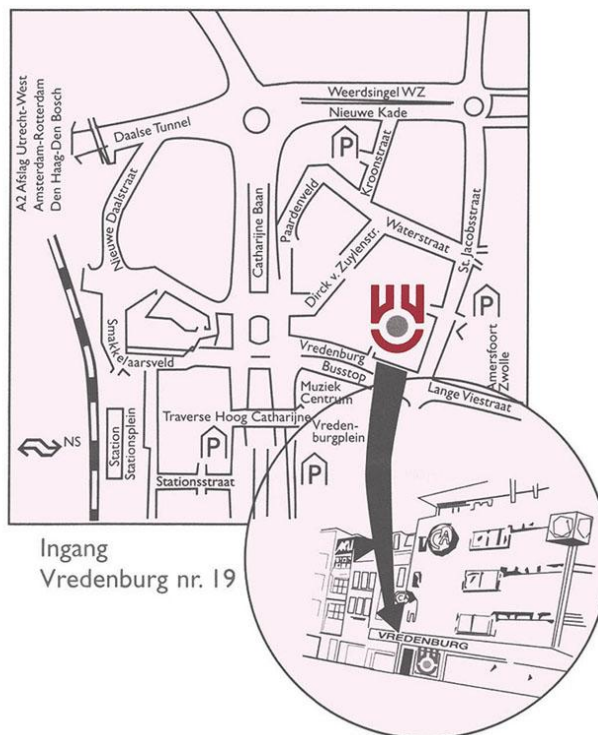 A2 Afslag Utrecht-West
Amsterdam-Rotterdam
Den Haag-Den Bosch
Weerdsingel WZ
Nieuwe Kade
Daalse Tunnel
P
Kroonstraat
Nieuwe Daalstraat
Catharijne Baan
Paardenveld
Waterstraat
St. Jacobsstraat
Dirck v. Zuylenstr.
P
Smakkelaarsveld
Vredenburg
Busstop
Amersfoort
Zwolle
Muziek
Centrum
Lange Viestraat
Traverse Hoog Catharijne
Vreden-
burgplein
NS
Station
Stationsplein
P
P
Stationsstraat
Ingang
Vredenburg nr. 19
C&A
VREDENBURG